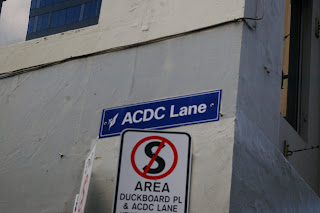 ACDC Lane
S
AREA
DUCKBOARD PL
& ACDC LANE